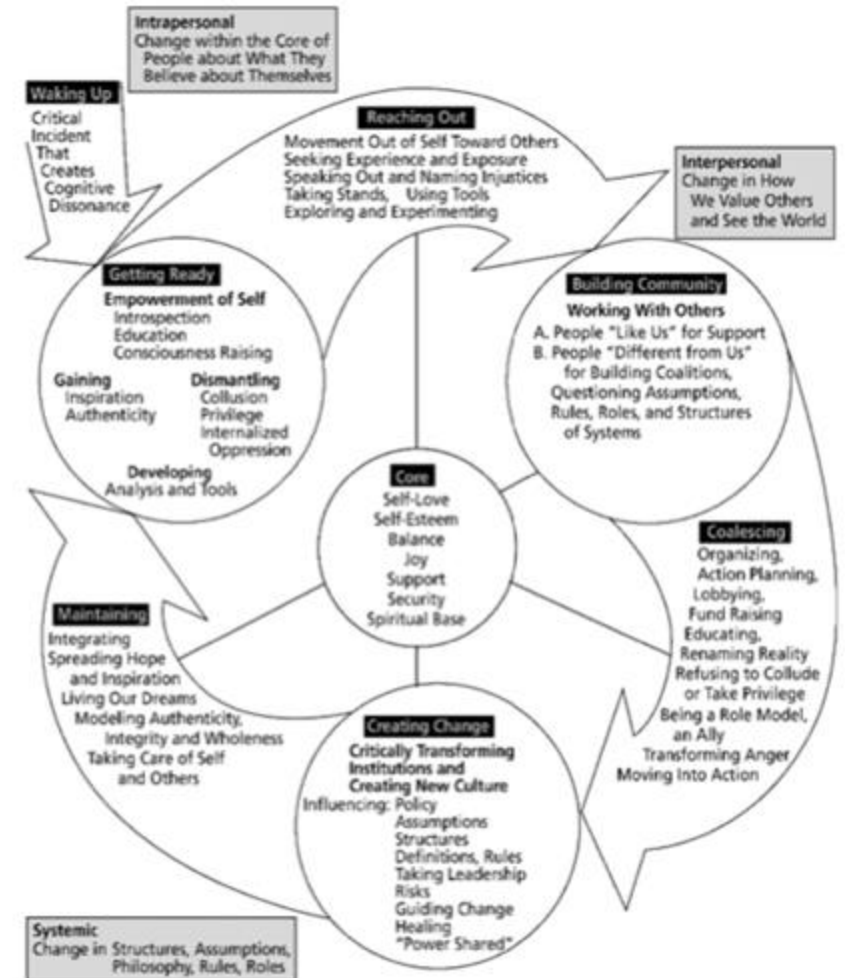 Intrapersonal
Change within the Core of
People about What They
Believe about Themselves
Waking Up
Critical
Incident
That
Creates
Cognitive
Dissonance
Reaching Out
Movement Out of Self Toward Others
Seeking Experience and Exposure
Speaking Out and Naming Injustices
Taking Stands, Using Tools
Exploring and Experimenting
Interpersonal
Change in How
We Value Others
and See the World
Getting Ready
Empowerment of Self
Introspection
Education
Consciousness Raising
Gaining
Inspiration
Authenticity
Dismantling
Collusion
Privilege
Internalized
Oppression
Developing
Analysis and Tools
Building Community
Working With Others
A. People "Like Us" for Support
B. People "Different from Us"
for Building Coalitions,
Questioning Assumptions,
Rules, Roles, and Structures
of Systems
Core
Self-Love
Self-Esteem
Balance
Joy
Support
Security
Spiritual Base
Coalescing
Organizing,
Action Planning,
Lobbying,
Fund Raising
Educating,
Renaming Reality
Refusing to Collude
or Take Privilege
Being a Role Model,
an Ally
Transforming Anger
Moving Into Action
Maintaining
Integrating
Spreading Hope
and Inspiration
Living Our Dreams
Modeling Authenticity,
Integrity and Wholeness
Taking Care of Self
and Others
Creating Change
Critically Transforming
Institutions and
Creating New Culture
Influencing: Policy
Assumptions
Structures
Definitions, Rules
Taking Leadership
Risks
Guiding Change
Healing
"Power Shared"
Systemic
Change in Structures, Assumptions,
Philosophy, Rules, Roles